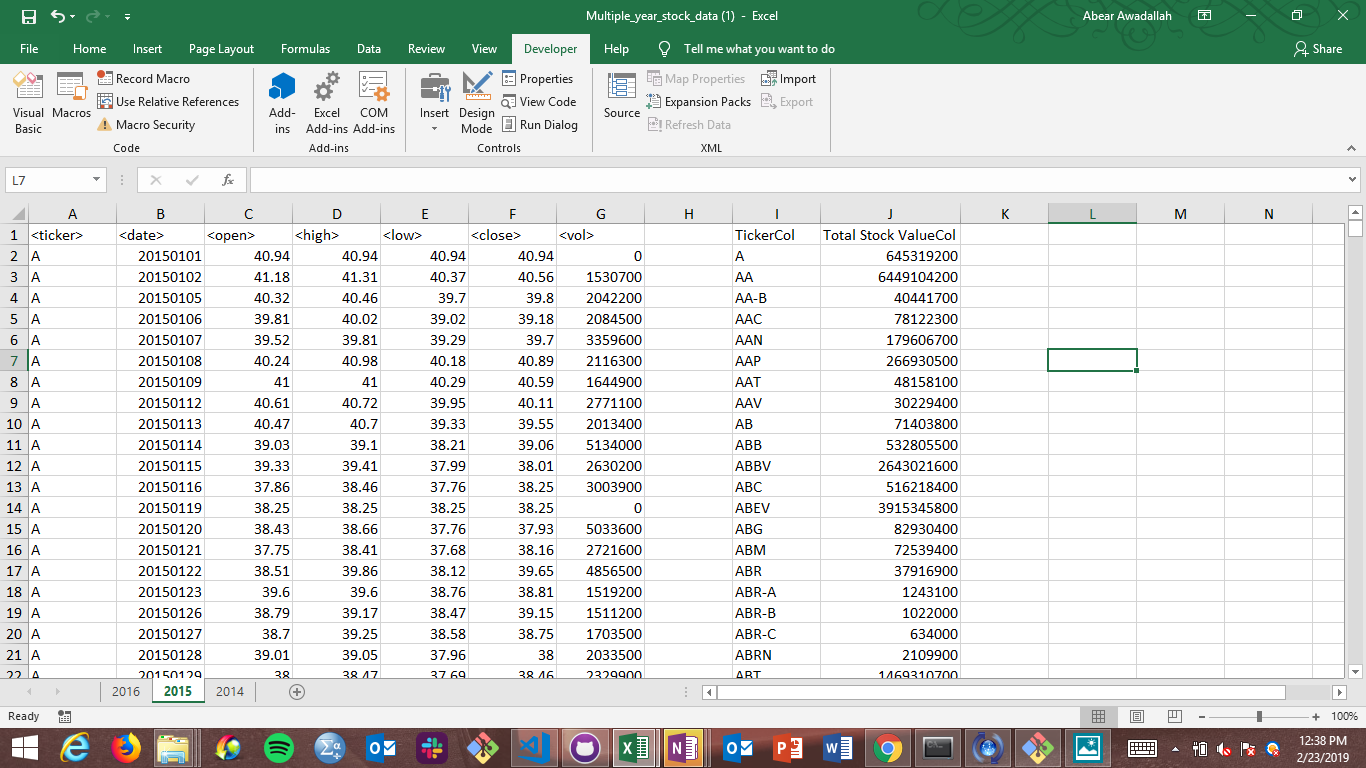 Multiple_year_stock_data (1) - Excel
Abear Awadallah
File Home Insert Page Layout Formulas Data Review View Developer Help Tell me what you want to do Share
Visual Basic
Macros
Record Macro
Use Relative References
Macro Security
Code
Add-ins
Excel Add-ins
COM Add-ins
Add-ins
Insert
Design Mode
Properties
View Code
Run Dialog
Controls
Source
Map Properties
Expansion Packs
Refresh Data
Import
Export
XML
L7
fx
A B C D E F G H I J K L M N
1 <ticker> <date> <open> <high> <low> <close> <vol> TickerCol Total Stock ValueCol
2 A 20150101 40.94 40.94 40.94 40.94 0 A 645319200
3 A 20150102 41.18 41.31 40.37 40.56 1530700 AA 6449104200
4 A 20150105 40.32 40.46 39.7 39.8 2042200 AA-B 40441700
5 A 20150106 39.81 40.02 39.02 39.18 2084500 AAC 78122300
6 A 20150107 39.52 39.81 39.29 39.7 3359600 AAN 179606700
7 A 20150108 40.24 40.98 40.18 40.89 2116300 AAP 266930500
8 A 20150109 41 41 40.29 40.59 1644900 AAT 48158100
9 A 20150112 40.61 40.72 39.95 40.11 2771100 AAV 30229400
10 A 20150113 40.47 40.7 39.33 39.55 2013400 AB 71403800
11 A 20150114 39.03 39.1 38.21 39.06 5134000 ABB 532805500
12 A 20150115 39.33 39.41 37.99 38.01 2630200 ABBV 2643021600
13 A 20150116 37.86 38.46 37.76 38.25 3003900 ABC 516218400
14 A 20150119 38.25 38.25 38.25 38.25 0 ABEV 3915345800
15 A 20150120 38.43 38.66 37.76 37.93 5033600 ABG 82930400
16 A 20150121 37.75 38.41 37.68 38.16 2721600 ABM 72539400
17 A 20150122 38.51 39.86 38.12 39.65 4856500 ABR 37916900
18 A 20150123 39.6 39.6 38.76 38.81 1519200 ABR-A 1243100
19 A 20150126 38.79 39.17 38.47 39.15 1511200 ABR-B 1022000
20 A 20150127 38.7 39.25 38.58 38.75 1703500 ABR-C 634000
21 A 20150128 39.01 39.05 37.96 38 2033500 ABRN 2109900
22 A 20150129 38 38.47 37.69 38.46 2329900 ABT 1469310700
2016 2015 2014
Ready
100%
12:38 PM
2/23/2019